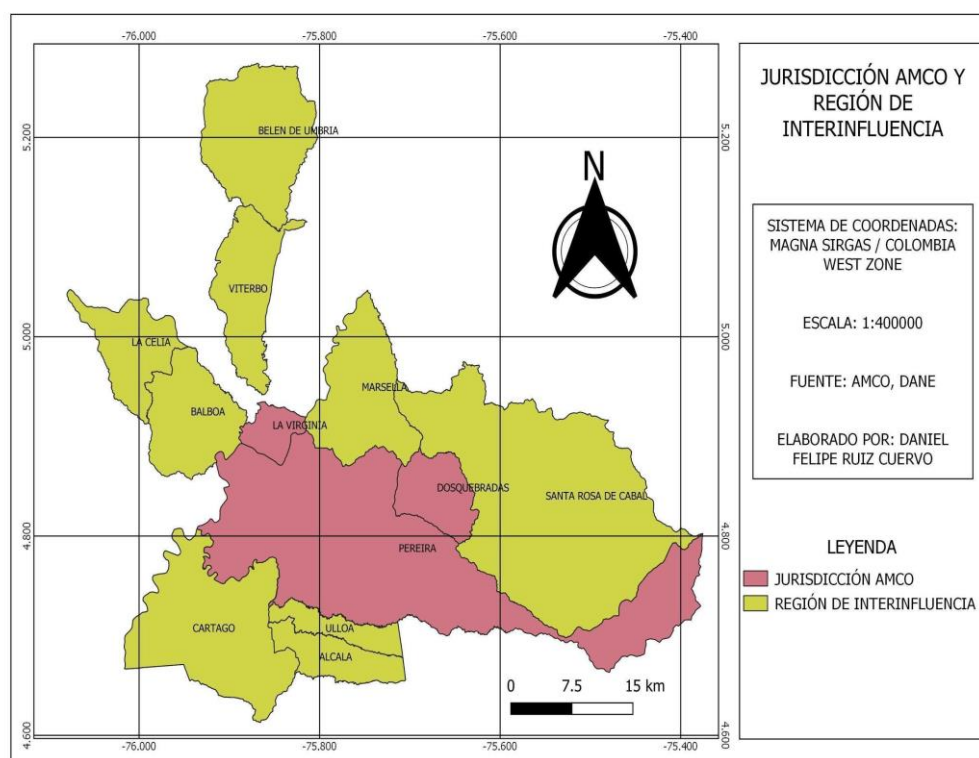 -76.000
-75.800
-75.600
-75.400
5.200
5.200
BELEN DE UMBRIA
N
VITERBO
5.000
5.000
LA CELIA
MARSELLA
BALBOA
LA VIRGINIA
DOSQUEBRADAS
SANTA ROSA DE CABAL
4.800
4.800
PEREIRA
CARTAGO
ULLOA
ALCALA
0 7.5 15 km
4.600
4.600
-76.000
-75.800
-75.600
-75.400
JURISDICCIÓN AMCO Y
REGIÓN DE
INTERINFLUENCIA
SISTEMA DE COORDENADAS:
MAGNA SIRGAS / COLOMBIA
WEST ZONE
ESCALA: 1:400000
FUENTE: AMCO, DANE
ELABORADO POR: DANIEL
FELIPE RUIZ CUERVO
LEYENDA
JURISDICCIÓN AMCO
REGIÓN DE INTERINFLUENCIA